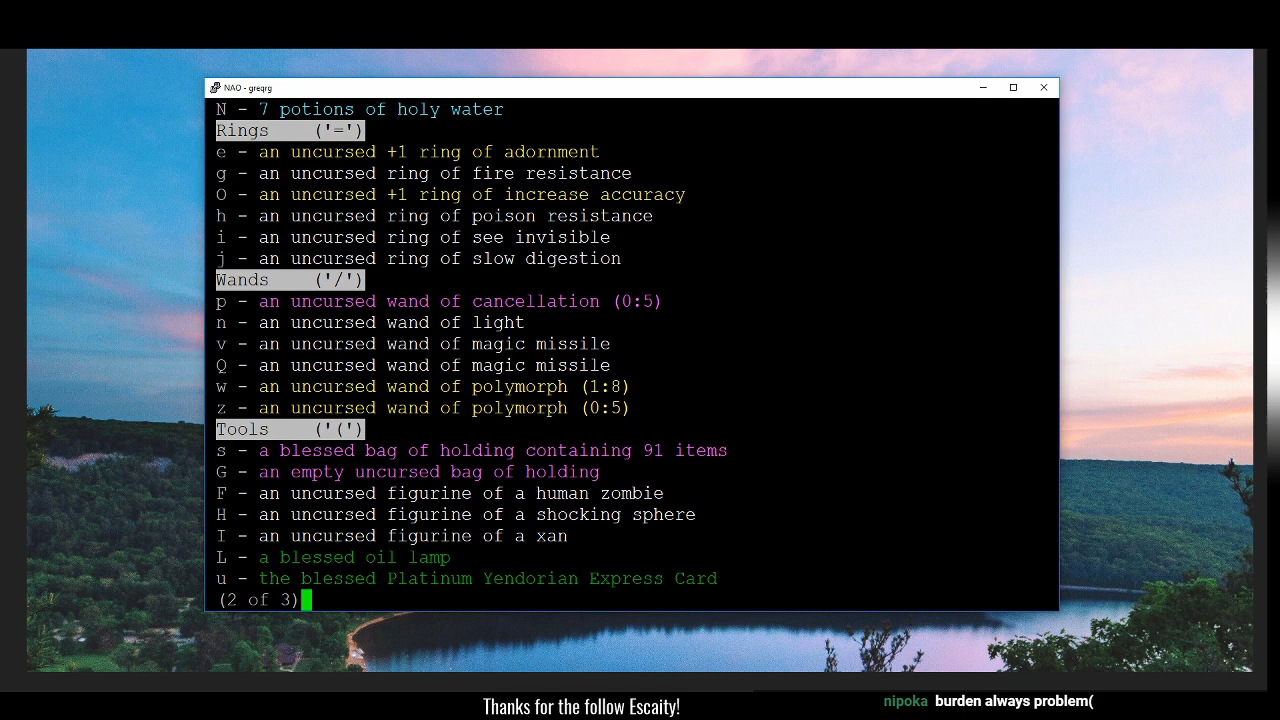 NAO - greqrg
N - 7 potions of holy water
Rings    ('=')
e - an uncursed +1 ring of adornment
g - an uncursed ring of fire resistance
O - an uncursed +1 ring of increase accuracy
h - an uncursed ring of poison resistance
i - an uncursed ring of see invisible
j - an uncursed ring of slow digestion
Wands    ('/')
p - an uncursed wand of cancellation (0:5)
n - an uncursed wand of light
v - an uncursed wand of magic missile
Q - an uncursed wand of magic missile
w - an uncursed wand of polymorph (1:8)
z - an uncursed wand of polymorph (0:5)
Tools    ('(')
s - a blessed bag of holding containing 91 items
G - an empty uncursed bag of holding
F - an uncursed figurine of a human zombie
H - an uncursed figurine of a shocking sphere
I - an uncursed figurine of a xan
L - a blessed oil lamp
u - the blessed Platinum Yendorian Express Card
(2 of 3)
Thanks for the follow Escaity!
nipoka burden always problem(